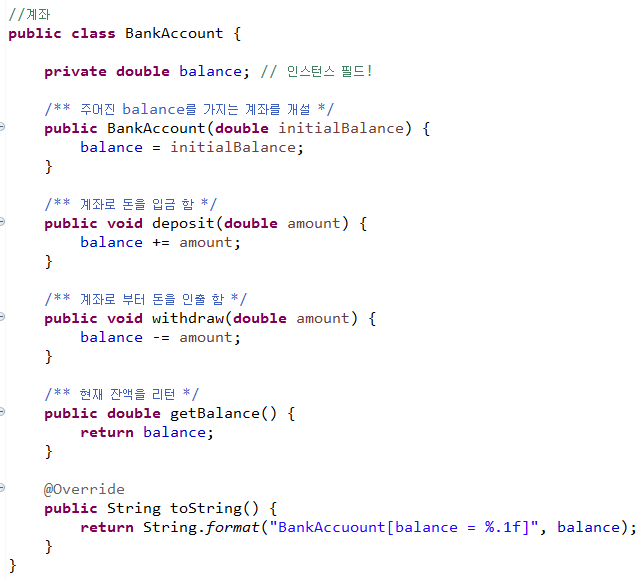 //계좌
public class BankAccount {
private double balance; // 인스턴스 필드!
/** 주어진 balance를 가지는 계좌를 개설 */
public BankAccount(double initialBalance) {
balance = initialBalance;
}
/** 계좌로 돈을 입금 함 */
public void deposit(double amount) {
balance += amount;
}
/** 계좌로 부터 돈을 인출 함 */
public void withdraw(double amount) {
balance -= amount;
}
/** 현재 잔액을 리턴 */
public double getBalance() {
return balance;
}
@Override
public String toString() {
return String.format("BankAccuount[balance = %.1f]", balance);
}
}